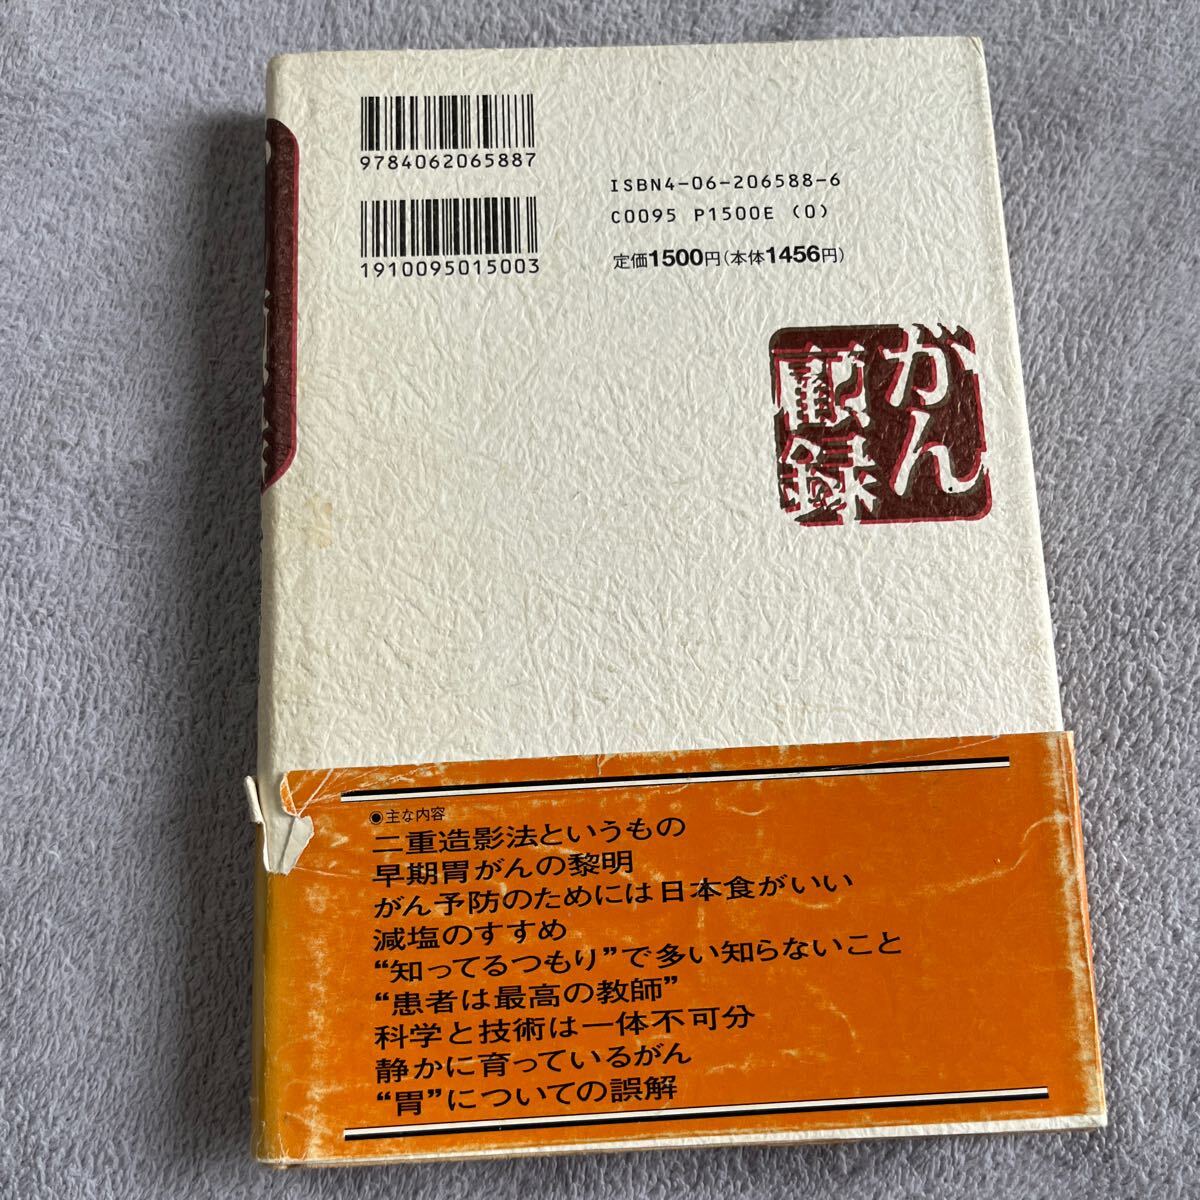 9784062065887
1910095015003
ISBN4-06-206588-6
C0095 P1500E (0)
定価1500円(本体1456円)
がん
記録
◉主な内容
二重造影法というもの
早期胃がんの黎明
がん予防のためには日本食がいい
減塩のすすめ
“知ってるつもり”で多い知らないこと
“患者は最高の教師”
科学と技術は一体不可分
静かに育っているがん
“胃”についての誤解